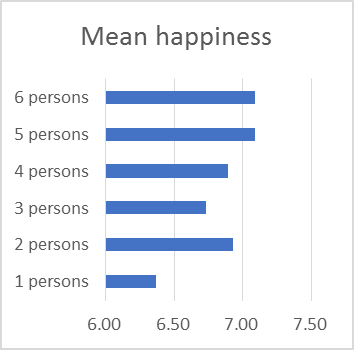 Mean happiness
6 persons
5 persons
4 persons
3 persons
2 persons
1 persons
6.00 6.50 7.00 7.50